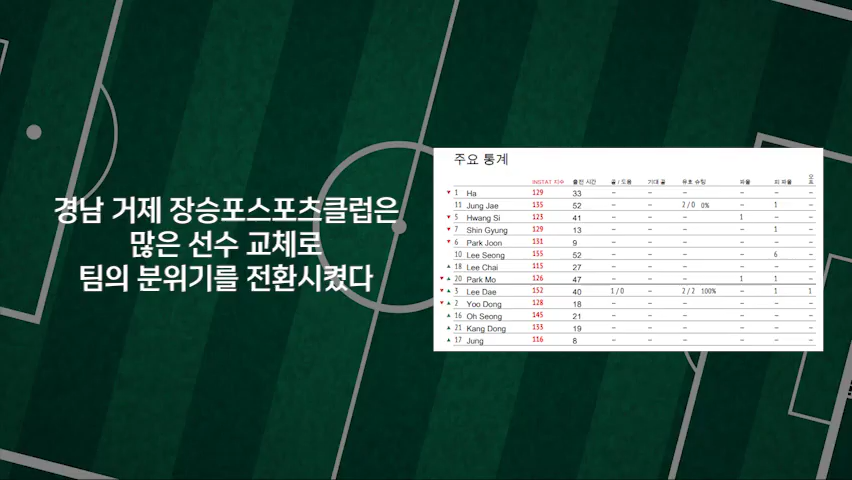 경남 거제 장승포스포츠클럽은
많은 선수 교체로
팀의 분위기를 전환시켰다
주요 통계
INSTAT 지수 출전 시간 골 / 도움 기대 골 유효 슈팅 파울 피 파울
▼ 1 Ha 129 33 – – – – –
11 Jung Jae 135 52 – – 2 / 0 0% – 1
▼ 5 Hwang Si 123 41 – – – 1 –
▼ 7 Shin Gyung 129 13 – – – – 1
▼ 6 Park Joon 131 9 – – – – –
10 Lee Seong 155 52 – – – – 6
▲ 18 Lee Chai 115 27 – – – – –
▼ ▲ 20 Park Mo 126 47 – – – 1 1 –
▼ ▲ 3 Lee Dae 152 40 1 / 0 – 2 / 2 100% – 1 1
▼ ▲ 2 Yoo Dong 128 18 – – – – –
▲ 16 Oh Seong 145 21 – – – – –
▲ 21 Kang Dong 133 19 – – – – –
▲ 17 Jung 116 8 – – – – –